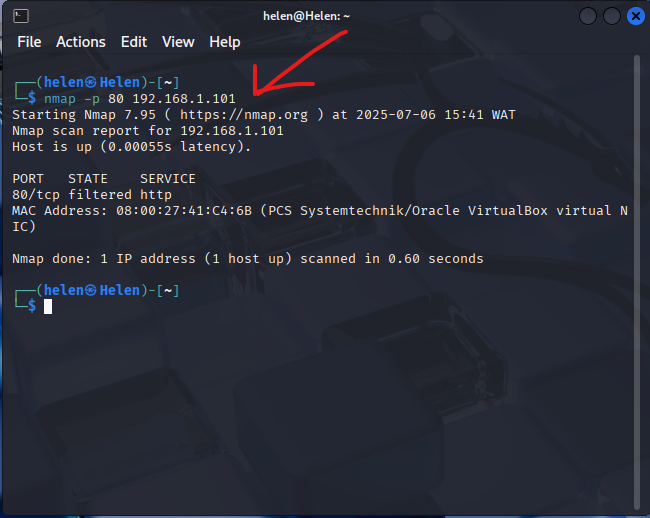 helen@Helen: ~
File Actions Edit View Help
┌──(helen㉿Helen)-[~]
└─$ nmap -p 80 192.168.1.101
Starting Nmap 7.95 ( https://nmap.org ) at 2025-07-06 15:41 WAT
Nmap scan report for 192.168.1.101
Host is up (0.00055s latency).
PORT   STATE    SERVICE
80/tcp filtered http
MAC Address: 08:00:27:41:C4:6B (PCS Systemtechnik/Oracle VirtualBox virtual N
IC)
Nmap done: 1 IP address (1 host up) scanned in 0.60 seconds
┌──(helen㉿Helen)-[~]
└─$